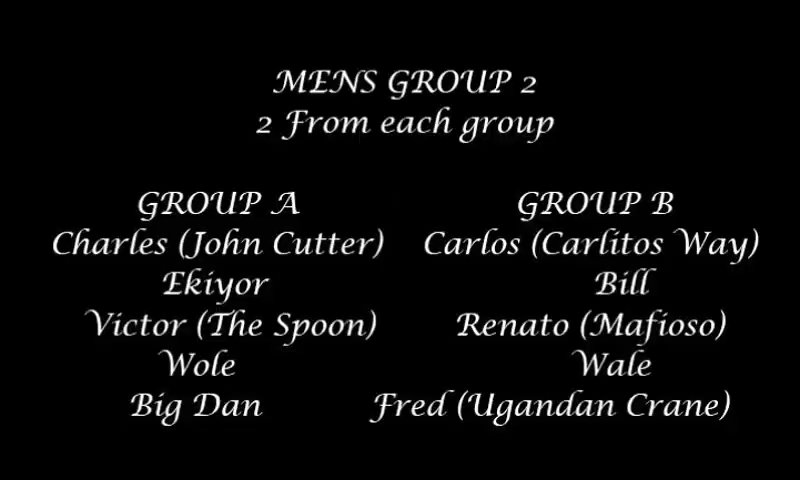 MENS GROUP 2
2 From each group
GROUP A
Charles (John Cutter)
Ekiyor
Victor (The Spoon)
Wole
Big Dan
GROUP B
Carlos (Carlitos Way)
Bill
Renato (Mafioso)
Wale
Fred (Ugandan Crane)